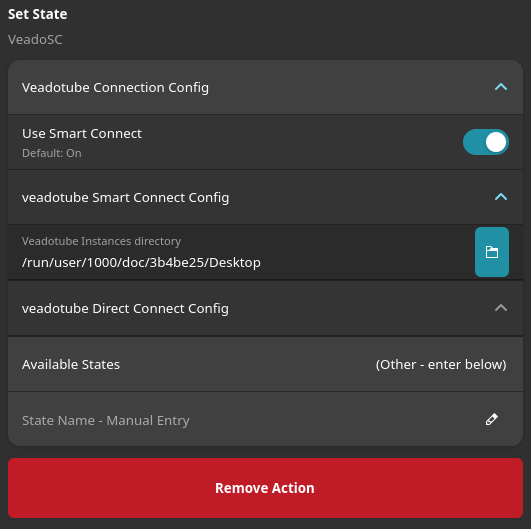 Set State
VeadoSC
Veadotube Connection Config
Use Smart Connect
Default: On
veadotube Smart Connect Config
Veadotube Instances directory
/run/user/1000/doc/3b4be25/Desktop
veadotube Direct Connect Config
Available States (Other - enter below)
State Name - Manual Entry
Remove Action